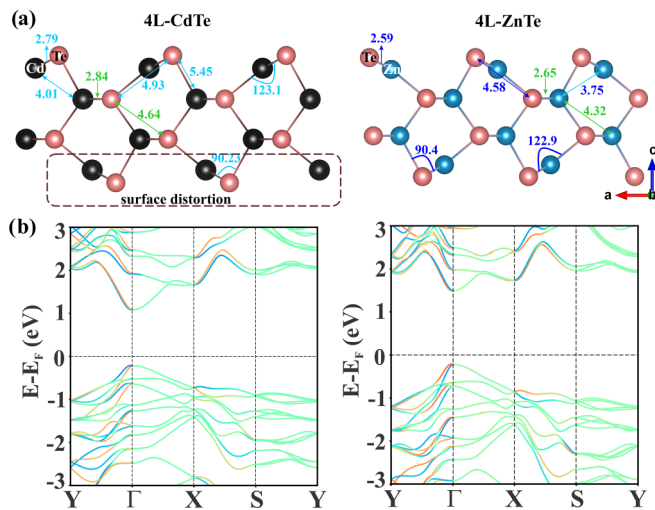 (a)
4L-CdTe
4L-ZnTe
2.79
Cd
Te
4.01
2.84
4.93
5.45
123.1
4.64
90.23
surface distortion
2.59
Te
Zn
4.58
2.65
3.75
4.32
90.4
122.9
c
a
b
(b)
E-E_F (eV)
3
2
1
0
-1
-2
-3
Y Γ X S Y
E-E_F (eV)
3
2
1
0
-1
-2
-3
Y Γ X S Y